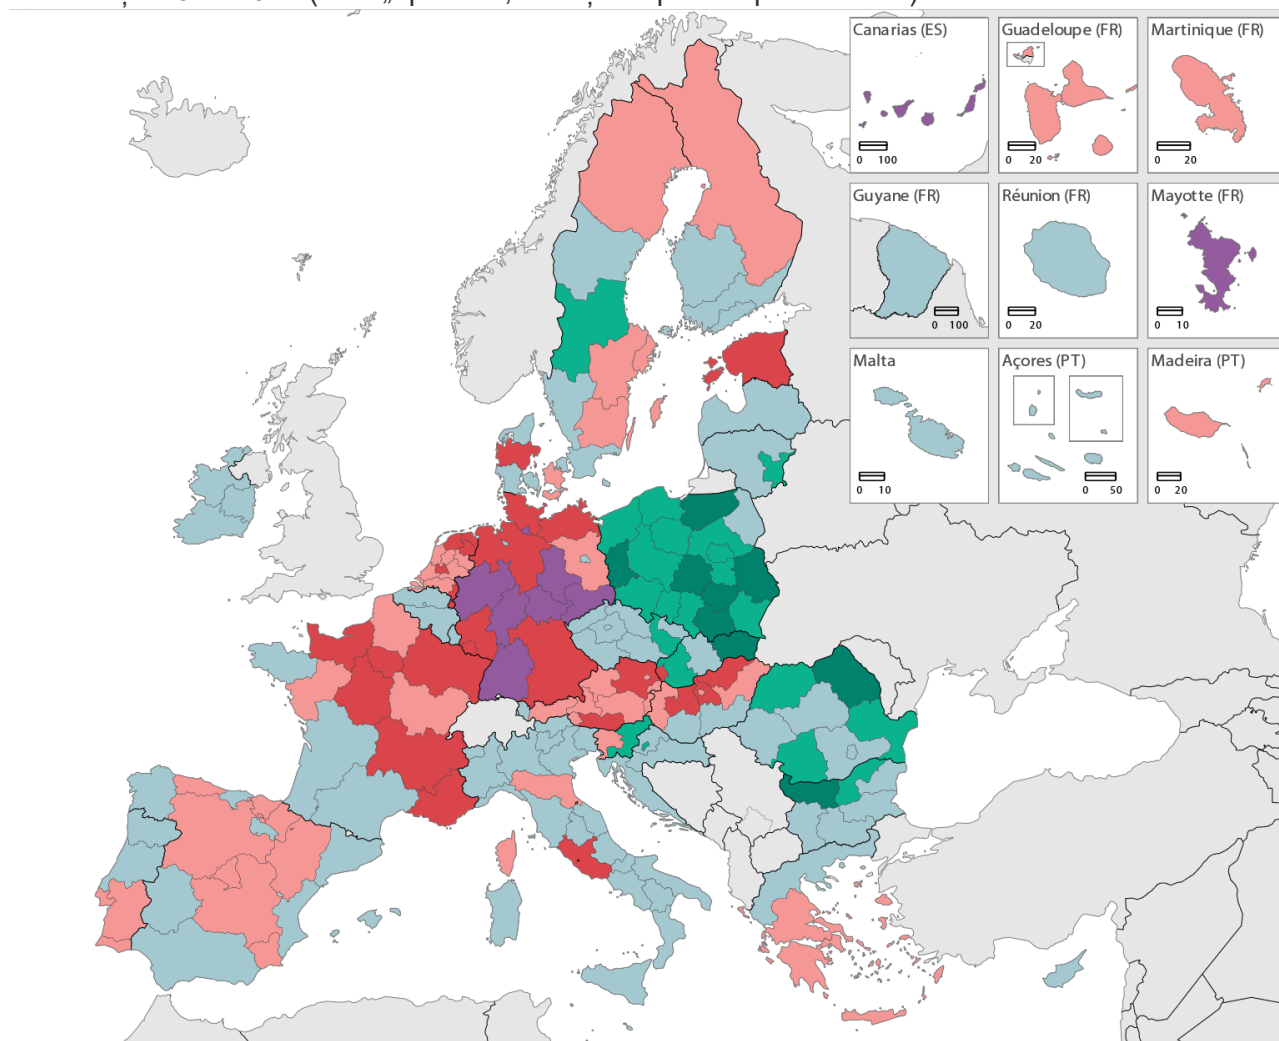 Canarias (ES)
0 100
Guadeloupe (FR)
0 20
Martinique (FR)
0 20
Guyane (FR)
0 100
Réunion (FR)
0 20
Mayotte (FR)
0 10
Malta
0 10
Açores (PT)
0 50
Madeira (PT)
0 20